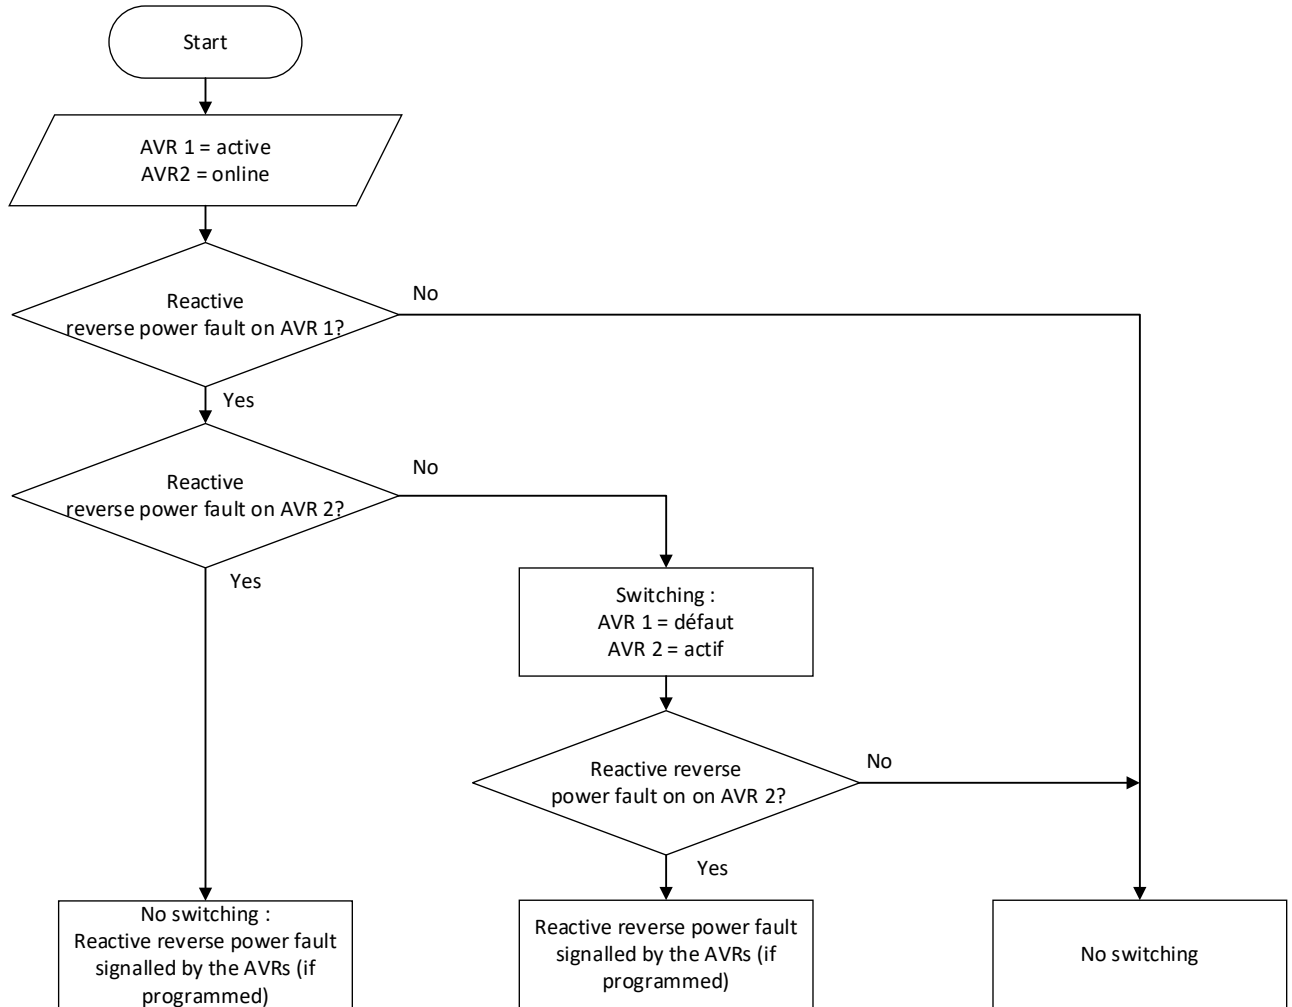 Start
AVR 1 = active
AVR2 = online
Reactive
reverse power fault on AVR 1?
No
Yes
Reactive
reverse power fault on AVR 2?
No
Yes
Switching :
AVR 1 = défaut
AVR 2 = actif
Reactive reverse
power fault on on AVR 2?
No
Yes
No switching :
Reactive reverse power fault
signalled by the AVRs (if
programmed)
Reactive reverse power fault
signalled by the AVRs (if
programmed)
No switching